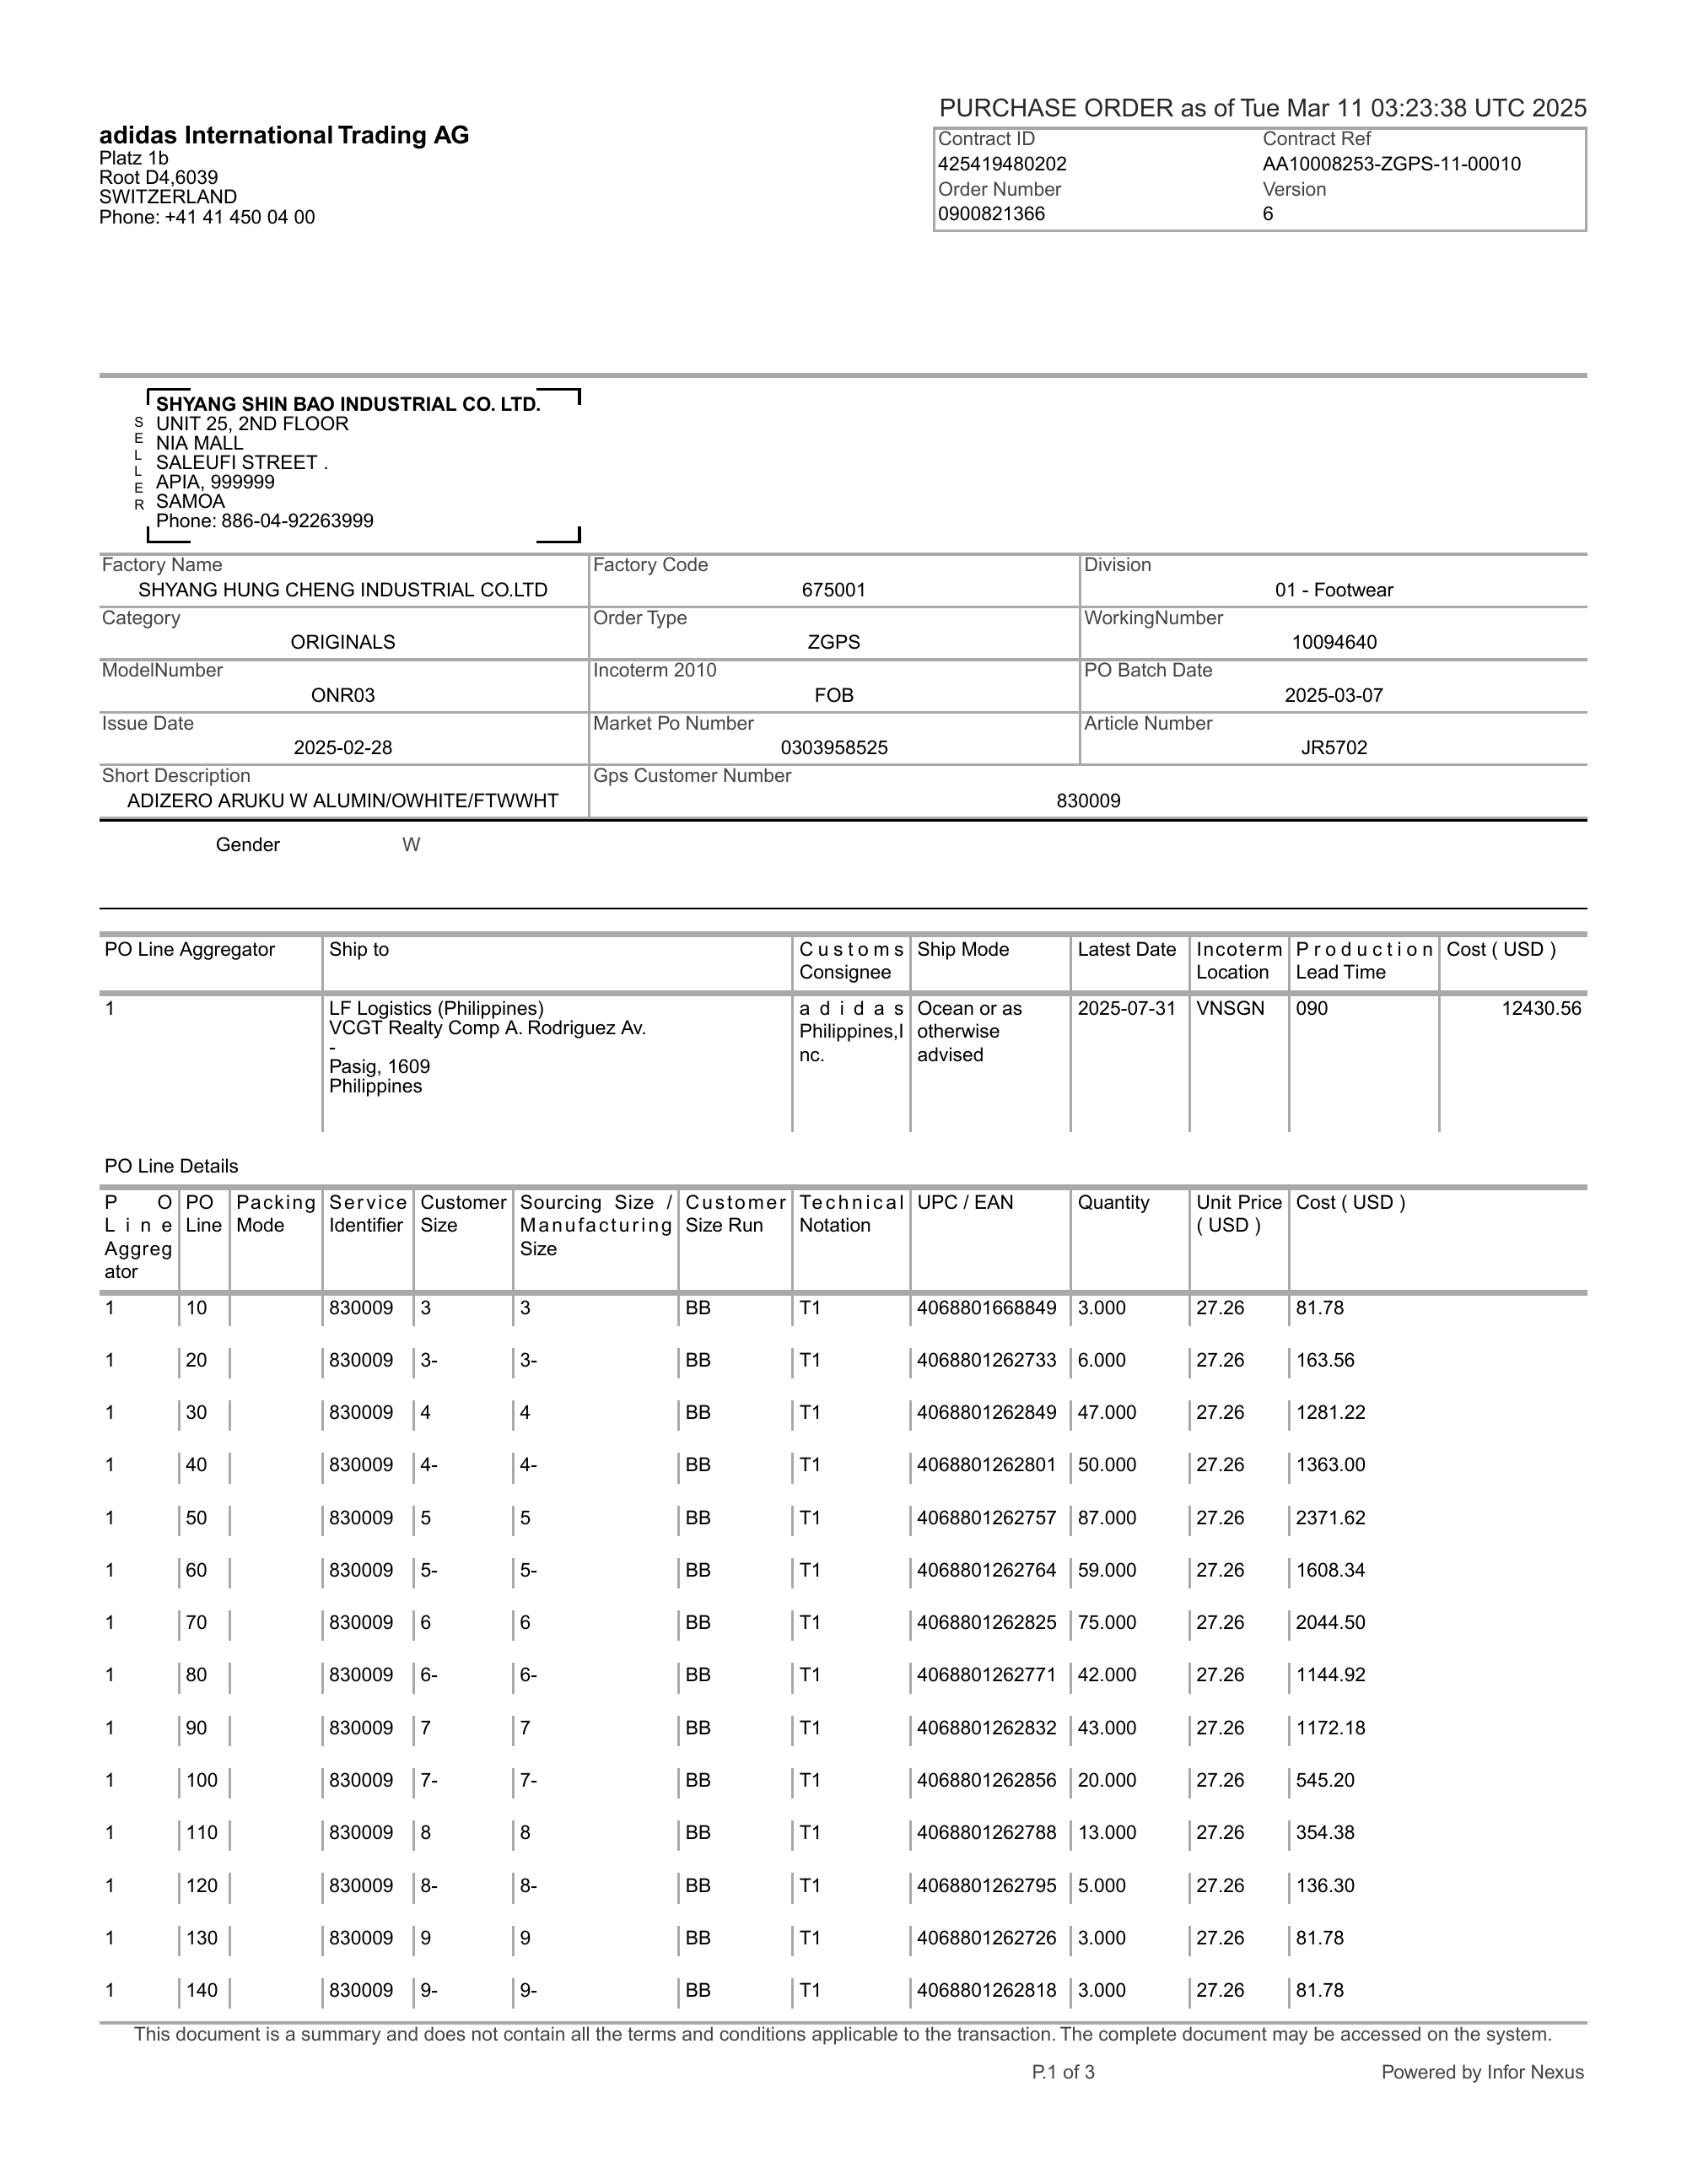 PURCHASE ORDER as of Tue Mar 11 03:23:38 UTC 2025
adidas International Trading AG
Platz 1b
Root D4,6039
SWITZERLAND
Phone: +41 41 450 04 00
Contract ID Contract Ref
425419480202 AA10008253-ZGPS-11-00010
Order Number Version
0900821366 6
SELLER
SHYANG SHIN BAO INDUSTRIAL CO. LTD.
UNIT 25, 2ND FLOOR
NIA MALL
SALEUFI STREET .
APIA, 999999
SAMOA
Phone: 886-04-92263999
Factory Name Factory Code Division
SHYANG HUNG CHENG INDUSTRIAL CO.LTD 675001 01 - Footwear
Category Order Type WorkingNumber
ORIGINALS ZGPS 10094640
ModelNumber Incoterm 2010 PO Batch Date
ONR03 FOB 2025-03-07
Issue Date Market Po Number Article Number
2025-02-28 0303958525 JR5702
Short Description Gps Customer Number
ADIZERO ARUKU W ALUMIN/OWHITE/FTWWHT 830009
Gender W
PO Line Aggregator Ship to Customs Ship Mode Latest Date Incoterm Production Cost ( USD )
Consignee Location Lead Time
1 LF Logistics (Philippines) adidas Ocean or as 2025-07-31 VNSGN 090 12430.56
VCGT Realty Comp A. Rodriguez Av. Philippines,I otherwise
- nc. advised
Pasig, 1609
Philippines
PO Line Details
P O PO Packing Service Customer Sourcing Size / Customer Technical UPC / EAN Quantity Unit Price Cost ( USD )
Line Line Mode Identifier Size Manufacturing Size Run Notation ( USD )
Aggreg Size
ator
1 10 830009 3 3 BB T1 4068801668849 3.000 27.26 81.78
1 20 830009 3- 3- BB T1 4068801262733 6.000 27.26 163.56
1 30 830009 4 4 BB T1 4068801262849 47.000 27.26 1281.22
1 40 830009 4- 4- BB T1 4068801262801 50.000 27.26 1363.00
1 50 830009 5 5 BB T1 4068801262757 87.000 27.26 2371.62
1 60 830009 5- 5- BB T1 4068801262764 59.000 27.26 1608.34
1 70 830009 6 6 BB T1 4068801262825 75.000 27.26 2044.50
1 80 830009 6- 6- BB T1 4068801262771 42.000 27.26 1144.92
1 90 830009 7 7 BB T1 4068801262832 43.000 27.26 1172.18
1 100 830009 7- 7- BB T1 4068801262856 20.000 27.26 545.20
1 110 830009 8 8 BB T1 4068801262788 13.000 27.26 354.38
1 120 830009 8- 8- BB T1 4068801262795 5.000 27.26 136.30
1 130 830009 9 9 BB T1 4068801262726 3.000 27.26 81.78
1 140 830009 9- 9- BB T1 4068801262818 3.000 27.26 81.78
This document is a summary and does not contain all the terms and conditions applicable to the transaction. The complete document may be accessed on the system.
P.1 of 3 Powered by Infor Nexus